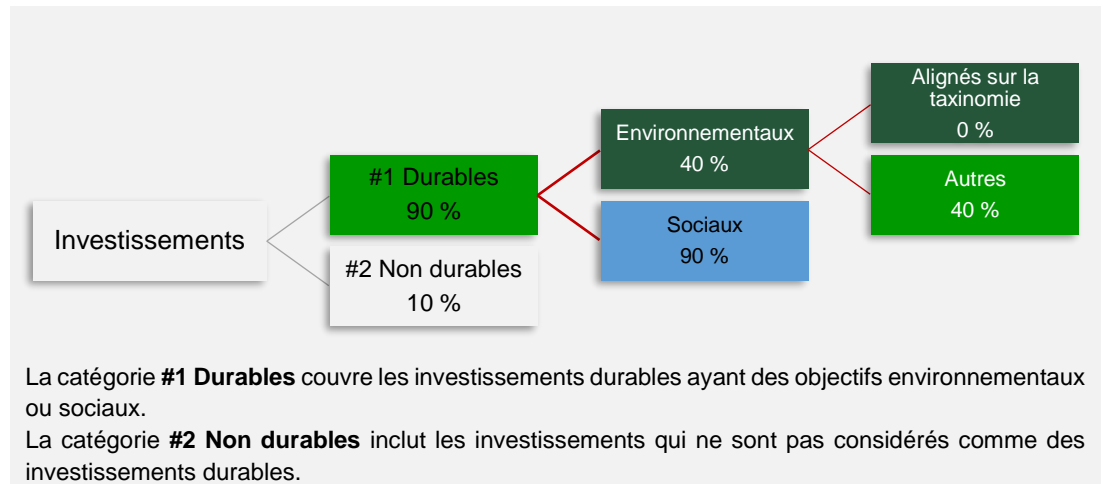 Investissements
#1 Durables
90 %
#2 Non durables
10 %
Environnementaux
40 %
Sociaux
90 %
Alignés sur la
taxinomie
0 %
Autres
40 %
La catégorie #1 Durables couvre les investissements durables ayant des objectifs environnementaux
ou sociaux.
La catégorie #2 Non durables inclut les investissements qui ne sont pas considérés comme des
investissements durables.